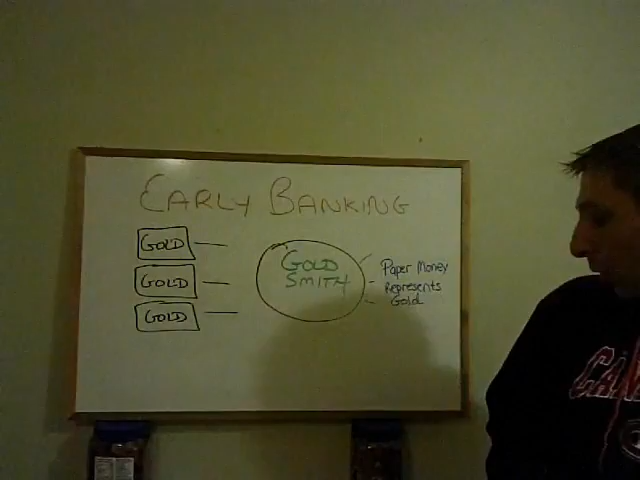 EARLY BANKING
GOLD
GOLD
GOLD
GOLD
SMITH
Paper Money
Represents
Gold